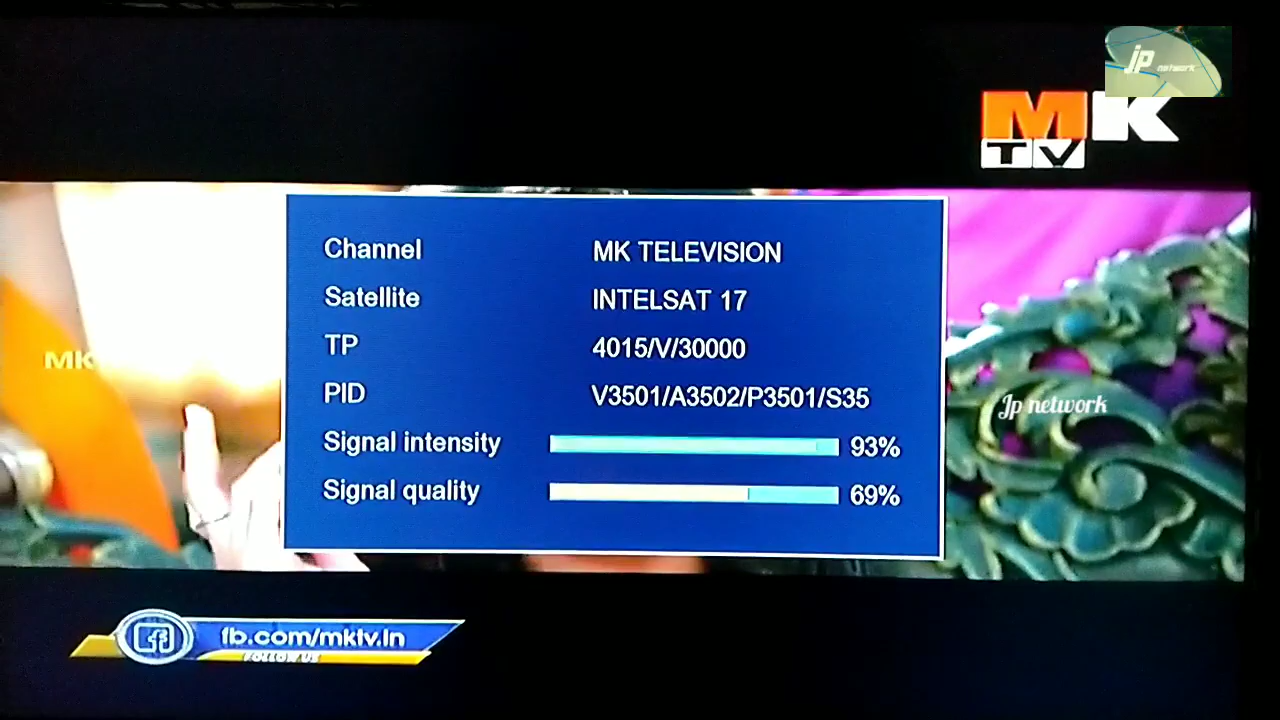 jp network
MK
TV
Channel MK TELEVISION
Satellite INTELSAT 17
TP 4015/V/30000
PID V3501/A3502/P3501/S35
Signal intensity 93%
Signal quality 69%
MK
Jp network
fb.com/mktv.in
FOLLOW US